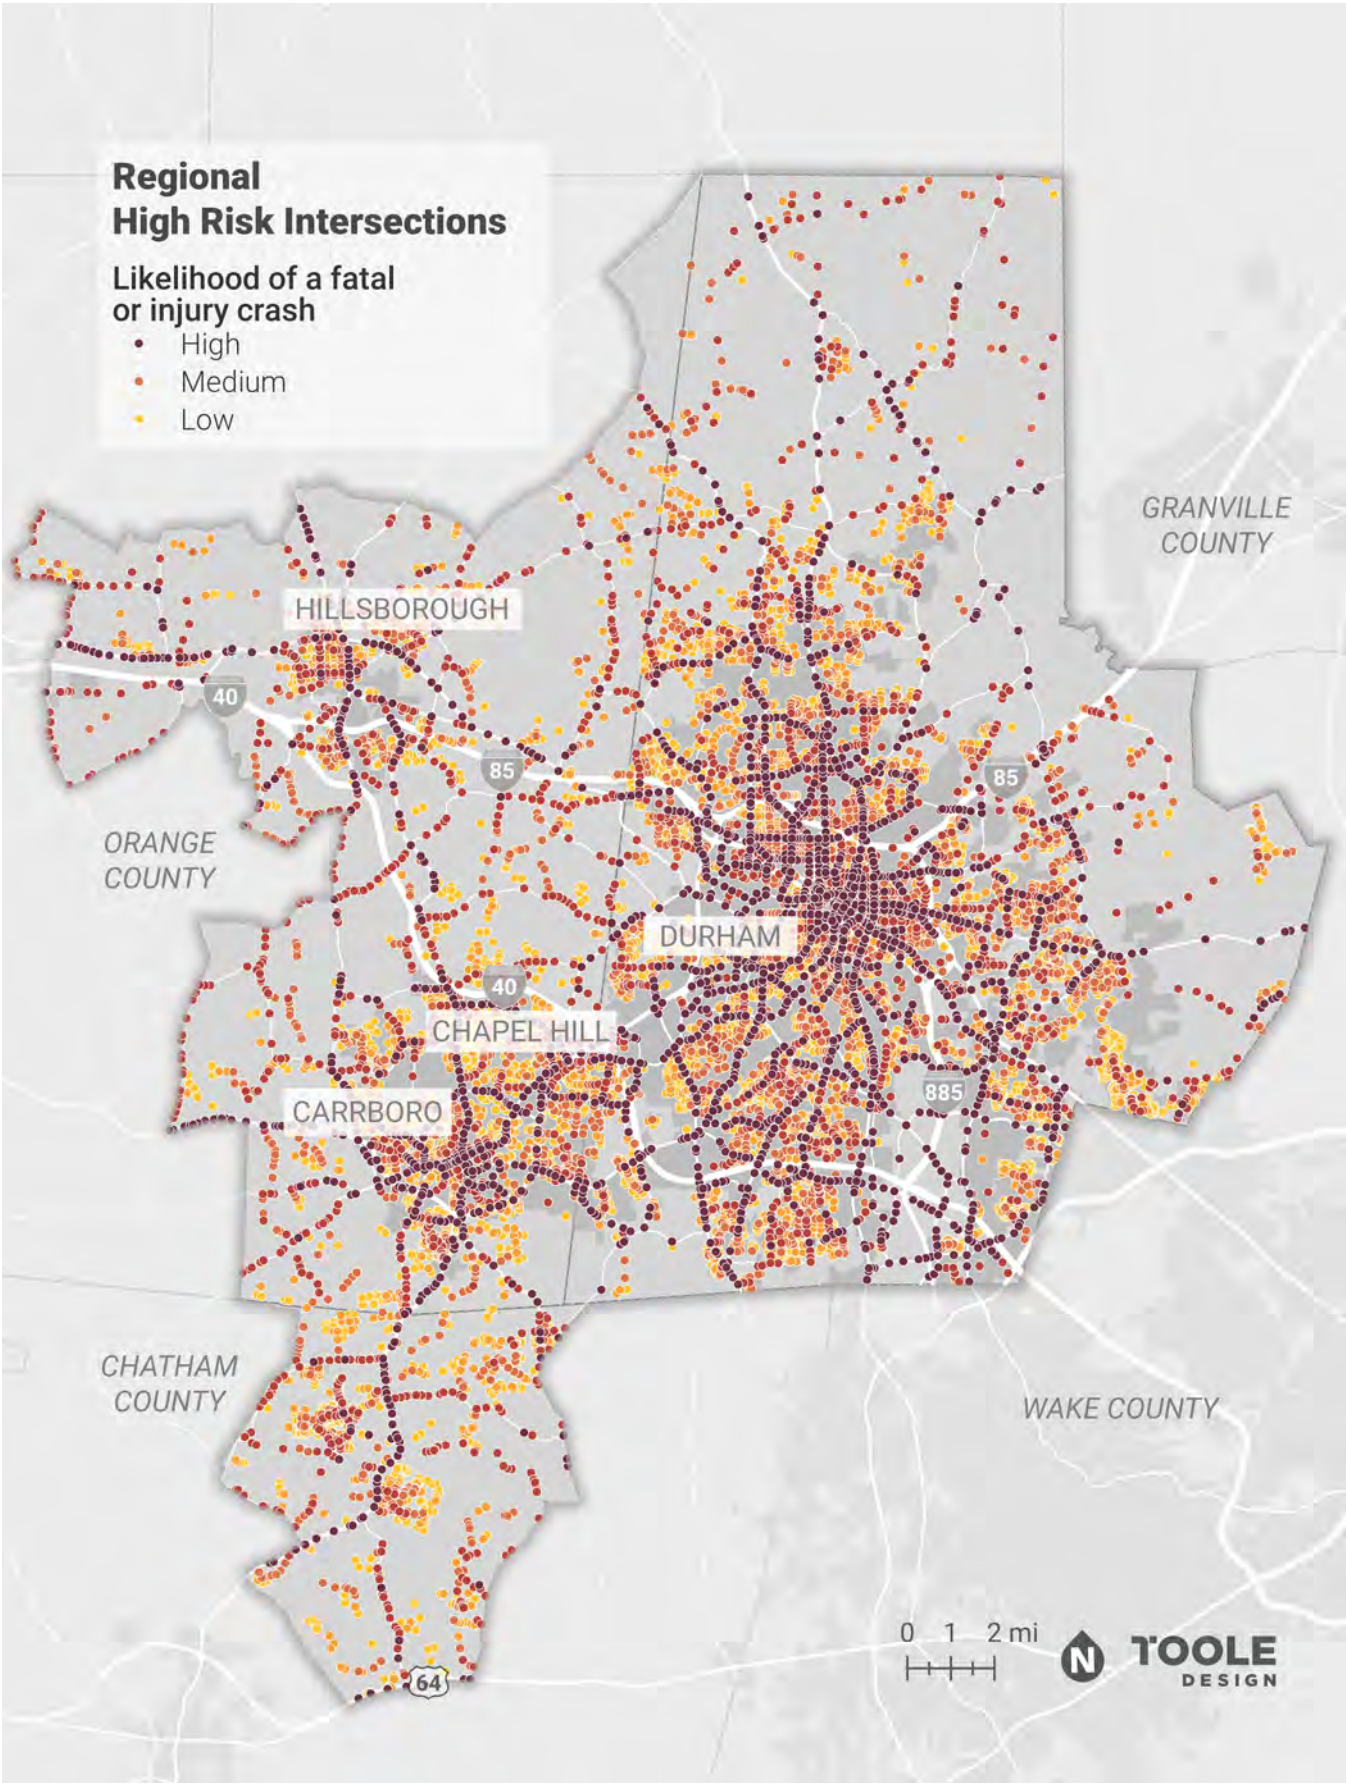 Regional
High Risk Intersections
Likelihood of a fatal
or injury crash
High
Medium
Low
GRANVILLE
COUNTY
HILLSBOROUGH
40
85
85
ORANGE
COUNTY
DURHAM
40
CHAPEL HILL
885
CARRBORO
CHATHAM
COUNTY
WAKE COUNTY
0 1 2 mi
N
TOOLE
DESIGN
64